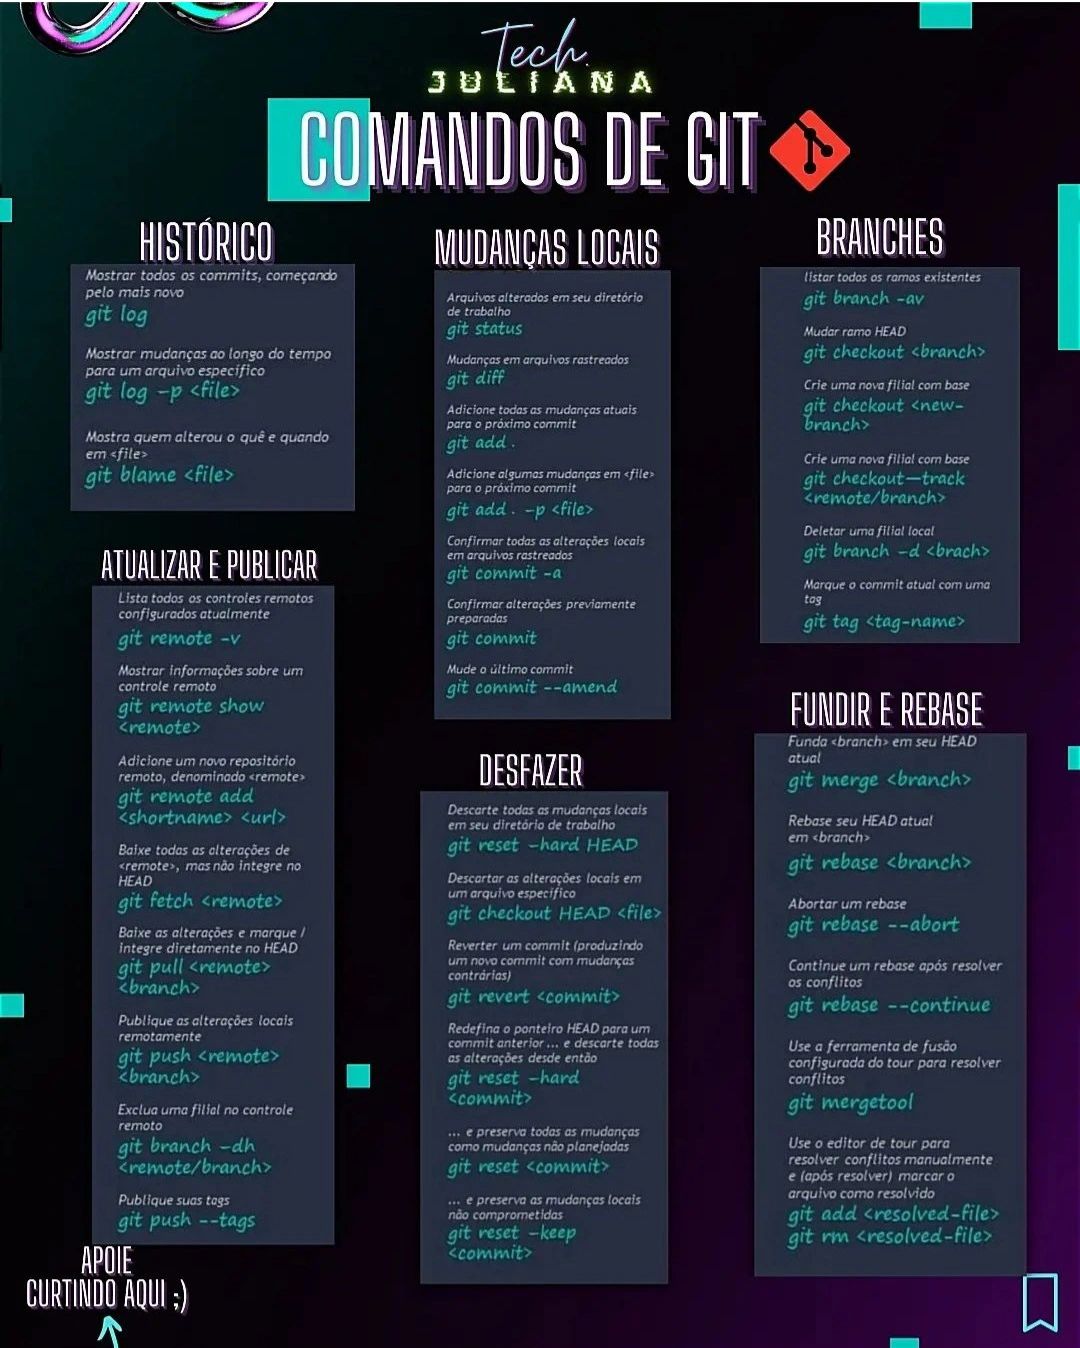 Tech
JULIANA
COMANDOS DE GIT
HISTÓRICO
Mostrar todos os commits, começando
pelo mais novo
git log
Mostrar mudanças ao longo do tempo
para um arquivo específico
git log –p <file>
Mostra quem alterou o quê e quando
em <file>
git blame <file>
ATUALIZAR E PUBLICAR
Lista todos os controles remotos
configurados atualmente
git remote –v
Mostrar informações sobre um
controle remoto
git remote show
<remote>
Adicione um novo repositório
remoto, denominado <remote>
git remote add
<shortname> <url>
Baixe todas as alterações de
<remote>, mas não integre no
HEAD
git fetch <remote>
Baixe as alterações e marque /
integre diretamente no HEAD
git pull <remote>
<branch>
Publique as alterações locais
remotamente
git push <remote>
<branch>
Exclua uma filial no controle
remoto
git branch –dh
<remote/branch>
Publique suas tags
git push --tags
APOIE
CURTINDO AQUI ;)
MUDANÇAS LOCAIS
Arquivos alterados em seu diretório
de trabalho
git status
Mudanças em arquivos rastreados
git diff
Adicione todas as mudanças atuais
para o próximo commit
git add .
Adicione algumas mudanças em <file>
para o próximo commit
git add . –p <file>
Confirmar todas as alterações locais
em arquivos rastreados
git commit –a
Confirmar alterações previamente
preparadas
git commit
Mude o último commit
git commit --amend
DESFAZER
Descarte todas as mudanças locais
em seu diretório de trabalho
git reset –hard HEAD
Descartar as alterações locais em
um arquivo específico
git checkout HEAD <file>
Reverter um commit (produzindo
um novo commit com mudanças
contrárias)
git revert <commit>
Redefina o ponteiro HEAD para um
commit anterior ... e descarte todas
as alterações desde então
git reset –hard
<commit>
... e preserva todas as mudanças
como mudanças não planejadas
git reset <commit>
... e preserva as mudanças locais
não comprometidas
git reset –keep
<commit>
BRANCHES
listar todos os ramos existentes
git branch –av
Mudar ramo HEAD
git checkout <branch>
Crie uma nova filial com base
git checkout <new-
branch>
Crie uma nova filial com base
git checkout—track
<remote/branch>
Deletar uma filial local
git branch –d <brach>
Marque o commit atual com uma
tag
git tag <tag-name>
FUNDIR E REBASE
Funda <branch> em seu HEAD
atual
git merge <branch>
Rebase seu HEAD atual
em <branch>
git rebase <branch>
Abortar um rebase
git rebase --abort
Continue um rebase após resolver
os conflitos
git rebase --continue
Use a ferramenta de fusão
configurada do tour para resolver
conflitos
git mergetool
Use o editor de tour para
resolver conflitos manualmente
e (após resolver) marcar o
arquivo como resolvido
git add <resolved-file>
git rm <resolved-file>